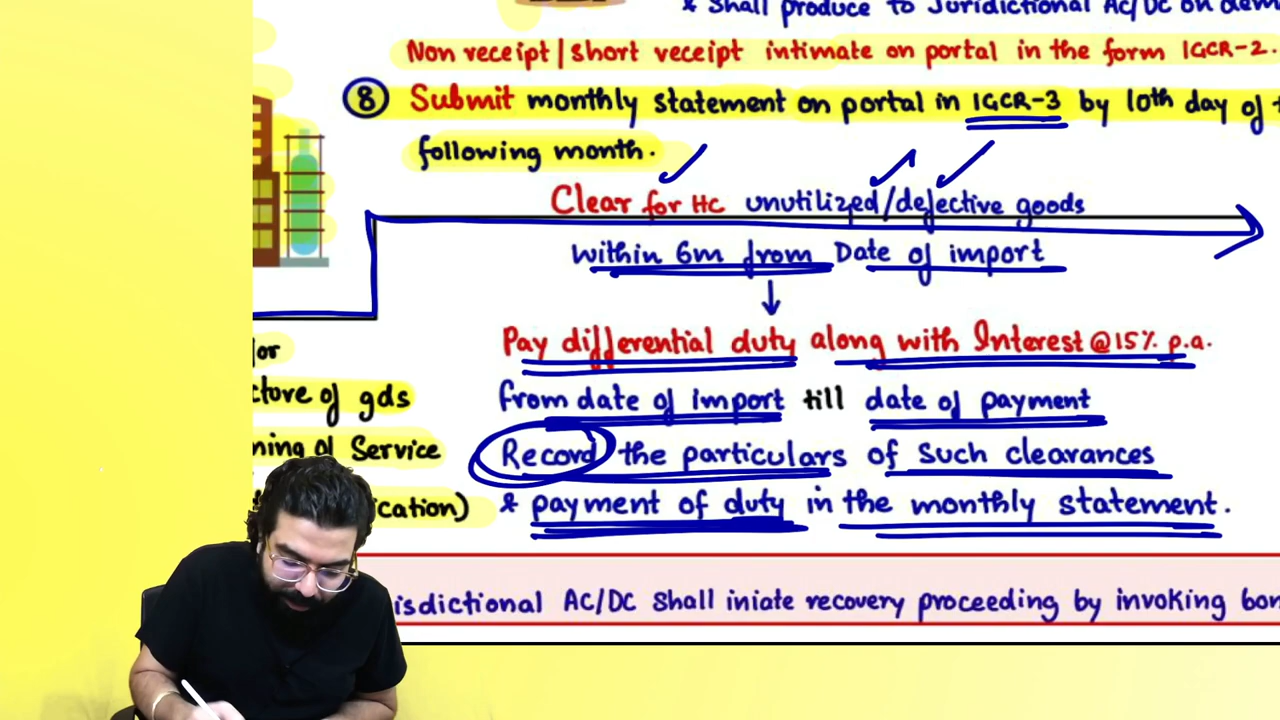 & Shall produce to Juridictional AC/DC on
Non receipt/short receipt intimate on portal in the form IGCR-2.
⑧ Submit monthly statement on portal in IGCR-3 by 10th day of
following month.
Clear for HC unutilized/defective goods
within 6m from Date of import
Pay differential duty along with Interest@15% p.a.
from date of import till date of payment
Record the particulars of Such clearances
& payment of duty in the monthly statement.
of gds
of Service
isdictional AC/DC Shall iniate recovery proceeding by invoking